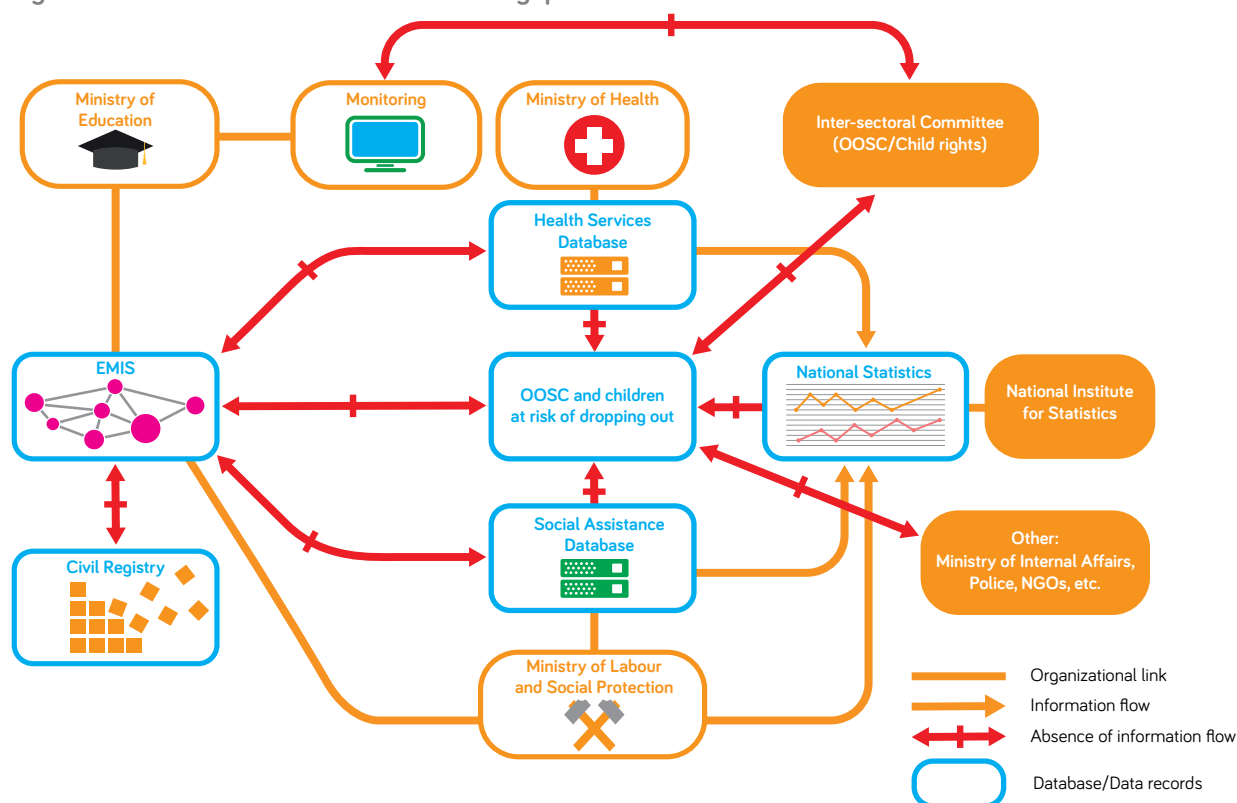 Ministry of
Education
Monitoring
Ministry of Health
Inter-sectoral Committee
(OOSC/Child rights)
Health Services
Database
EMIS
OOSC and children
at risk of dropping out
National Statistics
National Institute
for Statistics
Social Assistance
Database
Civil Registry
Other:
Ministry of Internal Affairs,
Police, NGOs, etc.
Ministry of Labour
and Social Protection
Organizational link
Information flow
Absence of information flow
Database/Data records